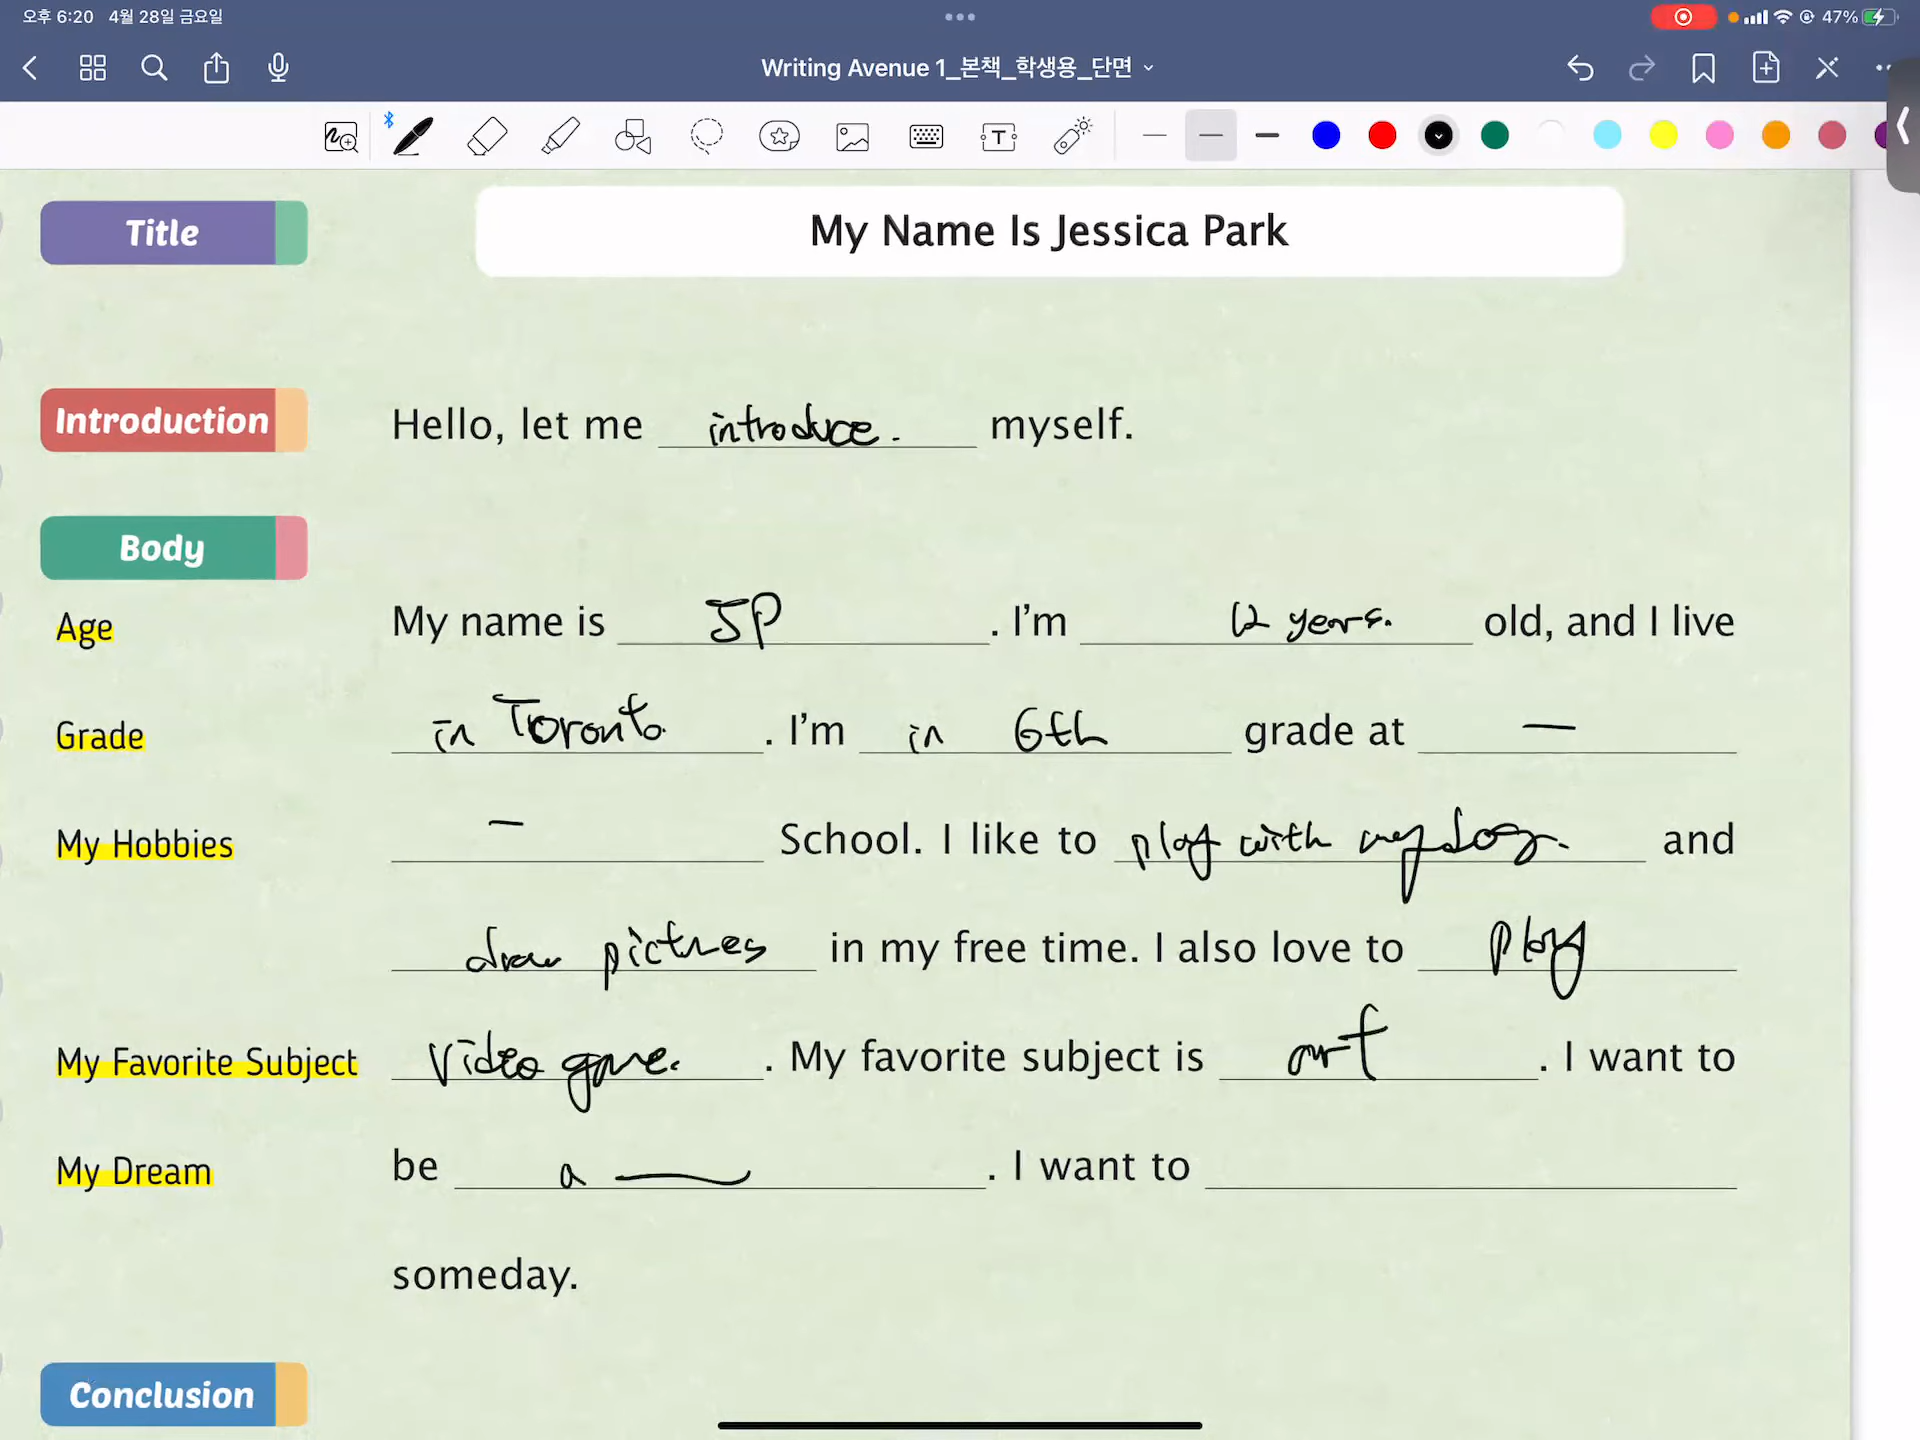 오후 6:20 4월 28일 금요일 47%
Writing Avenue 1_본책_학생용_단면
Title My Name Is Jessica Park
Introduction Hello, let me introduce. myself.
Body
Age My name is JP . I'm 12 years. old, and I live
Grade in Toronto. . I'm in 6th grade at —
My Hobbies — School. I like to play with my dog. and
draw pictures in my free time. I also love to play
My Favorite Subject video game. . My favorite subject is art . I want to
My Dream be a — . I want to
someday.
Conclusion